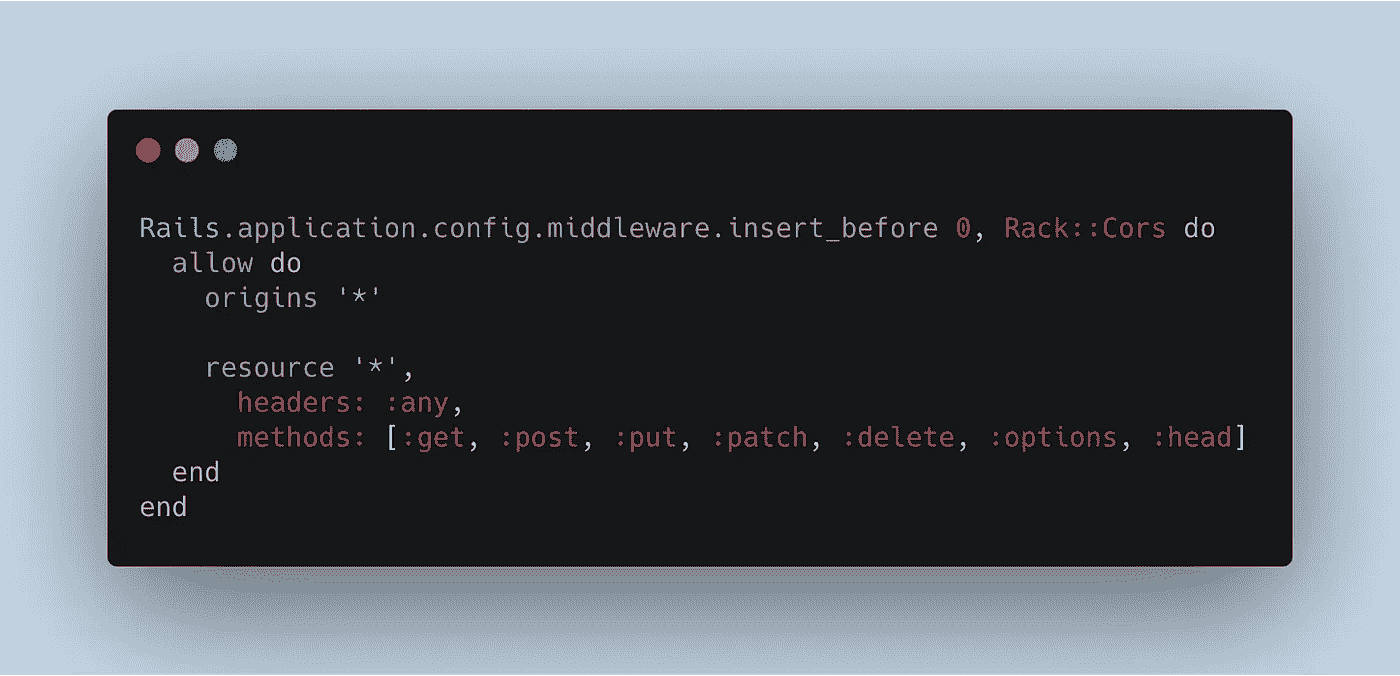 Rails.application.config.middleware.insert_before 0, Rack::Cors do
  allow do
    origins '*'

    resource '*',
      headers: :any,
      methods: [:get, :post, :put, :patch, :delete, :options, :head]
  end
end